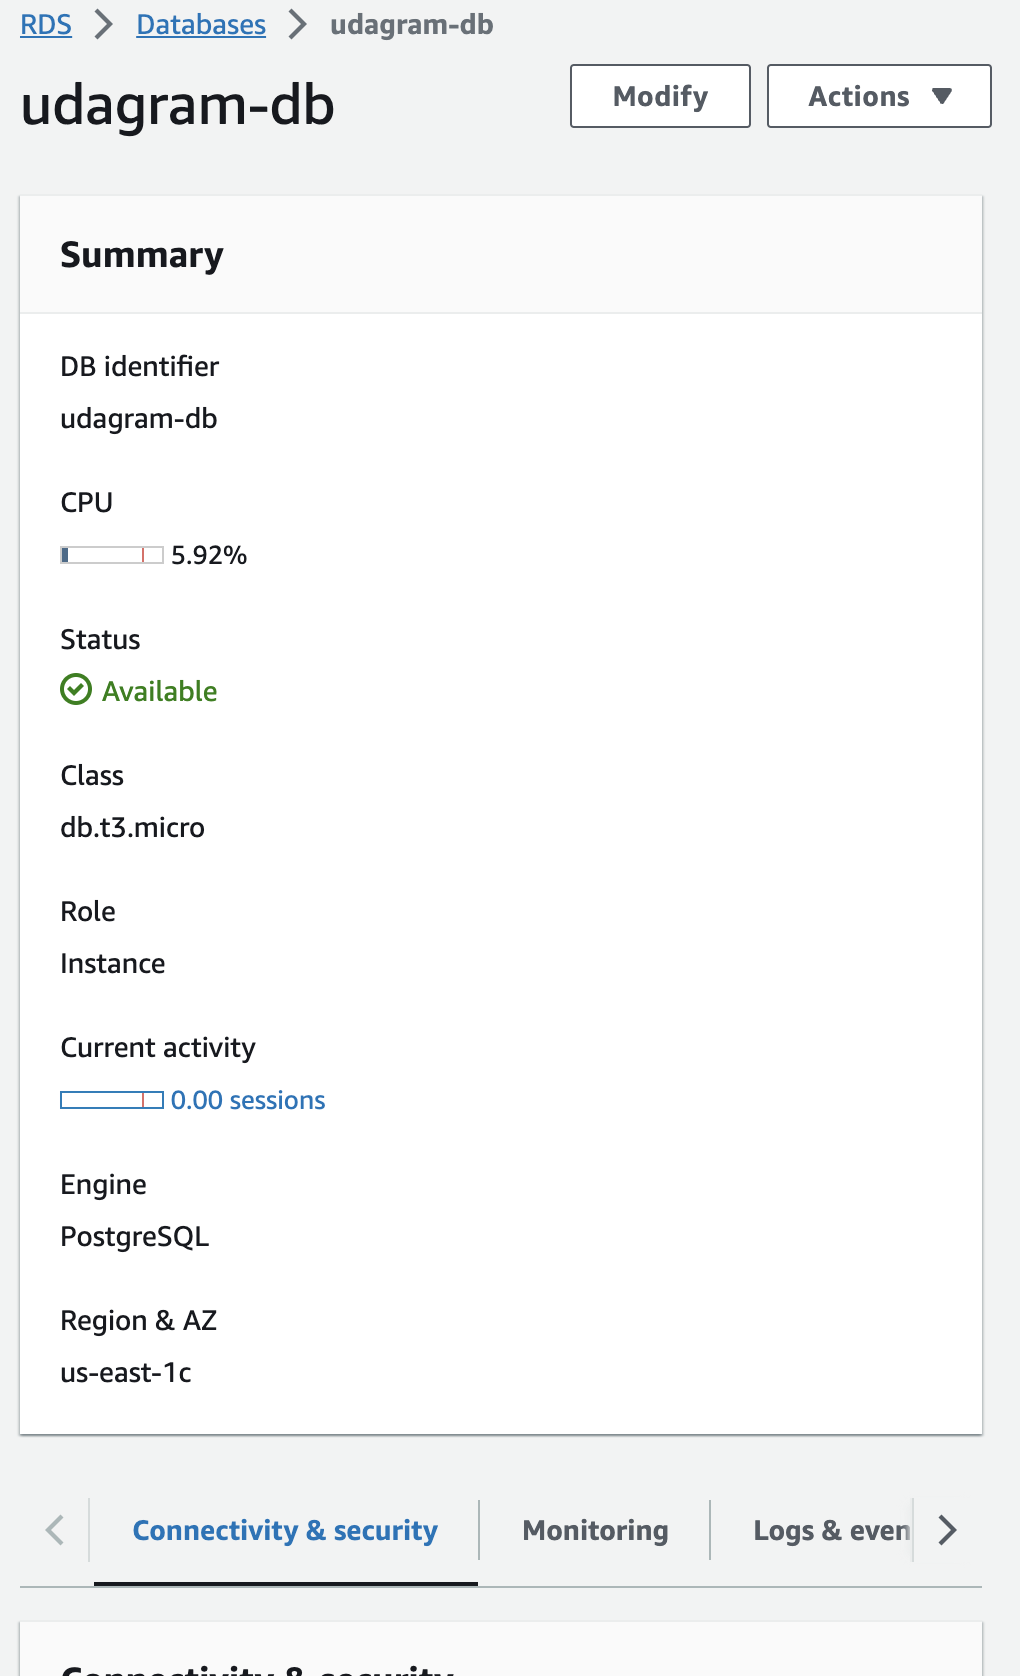 RDS > Databases > udagram-db
udagram-db
Modify
Actions
Summary
DB identifier
udagram-db
CPU
5.92%
Status
Available
Class
db.t3.micro
Role
Instance
Current activity
0.00 sessions
Engine
PostgreSQL
Region & AZ
us-east-1c
Connectivity & security
Monitoring
Logs & even
Connectivity & security